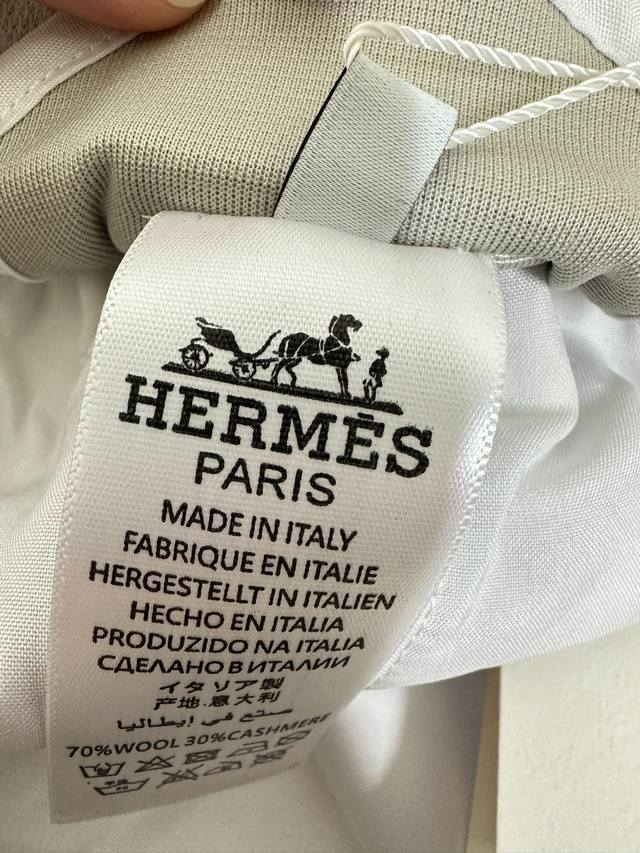 HERMÈS
PARIS
MADE IN ITALY
FABRIQUE EN ITALIE
HERGESTELLT IN ITALIEN
HECHO EN ITALIA
PRODUZIDO NA ITALIA
СДЕЛАНО В ИТАЛИИ
イタリア製
产地.意大利
صنع في إيطاليا
70%WOOL 30%CASHMERE